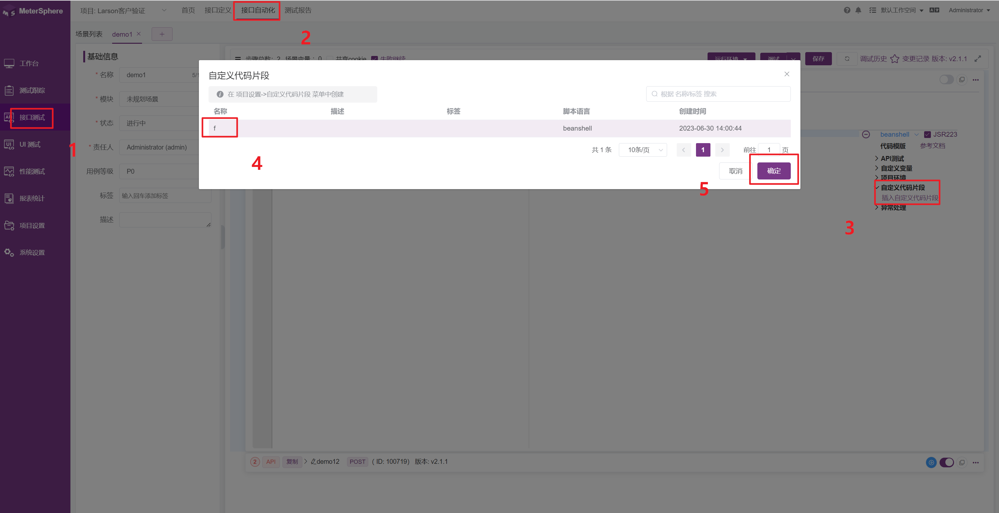 MeterSphere
项目: Larson客户验证
首页
接口定义
接口自动化
测试报告
默认工作空间
Administrator
2
场景列表
demo1
+
工作台
测试跟踪
接口测试
UI 测试
性能测试
报表统计
项目设置
系统设置
1
基础信息
* 名称
demo1
5/1
* 模块
未规划场景
* 状态
进行中
* 责任人
Administrator (admin)
用例等级
P0
标签
输入回车添加标签
描述
步骤总数: 2 场景变量 : 0 共享cookie 失败继续
运行环境
调试
保存
调试历史
变更记录
版本: v2.1.1
自定义代码片段
在 项目设置->自定义代码片段 菜单中创建
根据 名称/标签 搜索
名称 描述 标签 脚本语言 创建时间
f beanshell 2023-06-30 14:00:44
共 1 条
10条/页
1
前往 1 页
取消
确定
4
5
beanshell
JSR223
代码模版
参考文档
API测试
自定义变量
项目环境
自定义代码片段
插入自定义代码片段
异常处理
3
2 API 复制 demo12 POST ( ID: 100719) 版本: v2.1.1